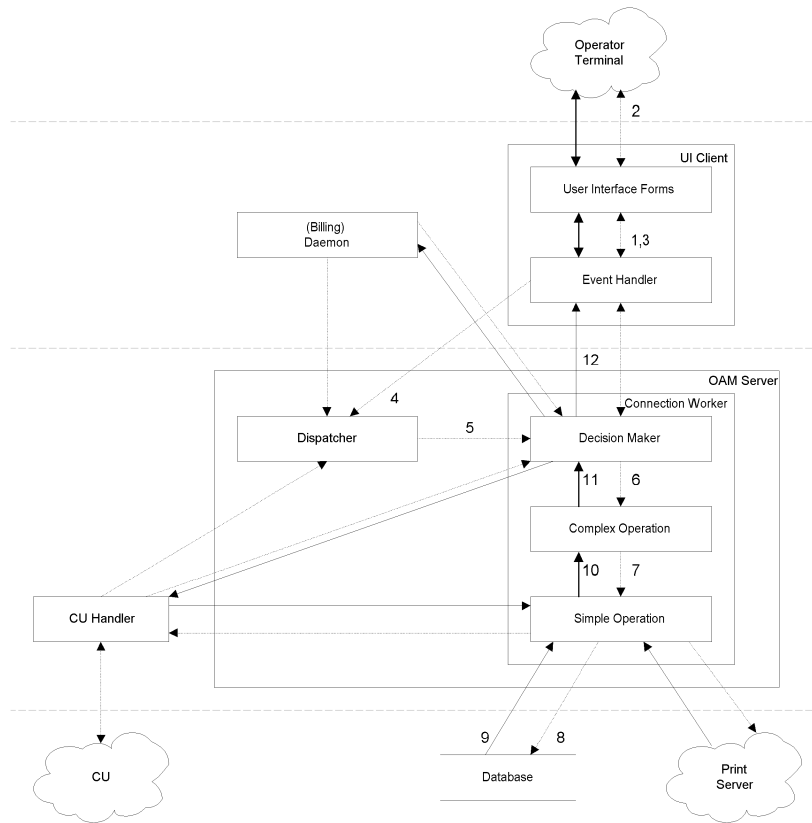 Operator
Terminal
2
UI Client
User Interface Forms
(Billing)
Daemon
1,3
Event Handler
12
OAM Server
4
Connection Worker
5
Dispatcher
Decision Maker
11
6
Complex Operation
10
7
CU Handler
Simple Operation
9
8
CU
Database
Print
Server